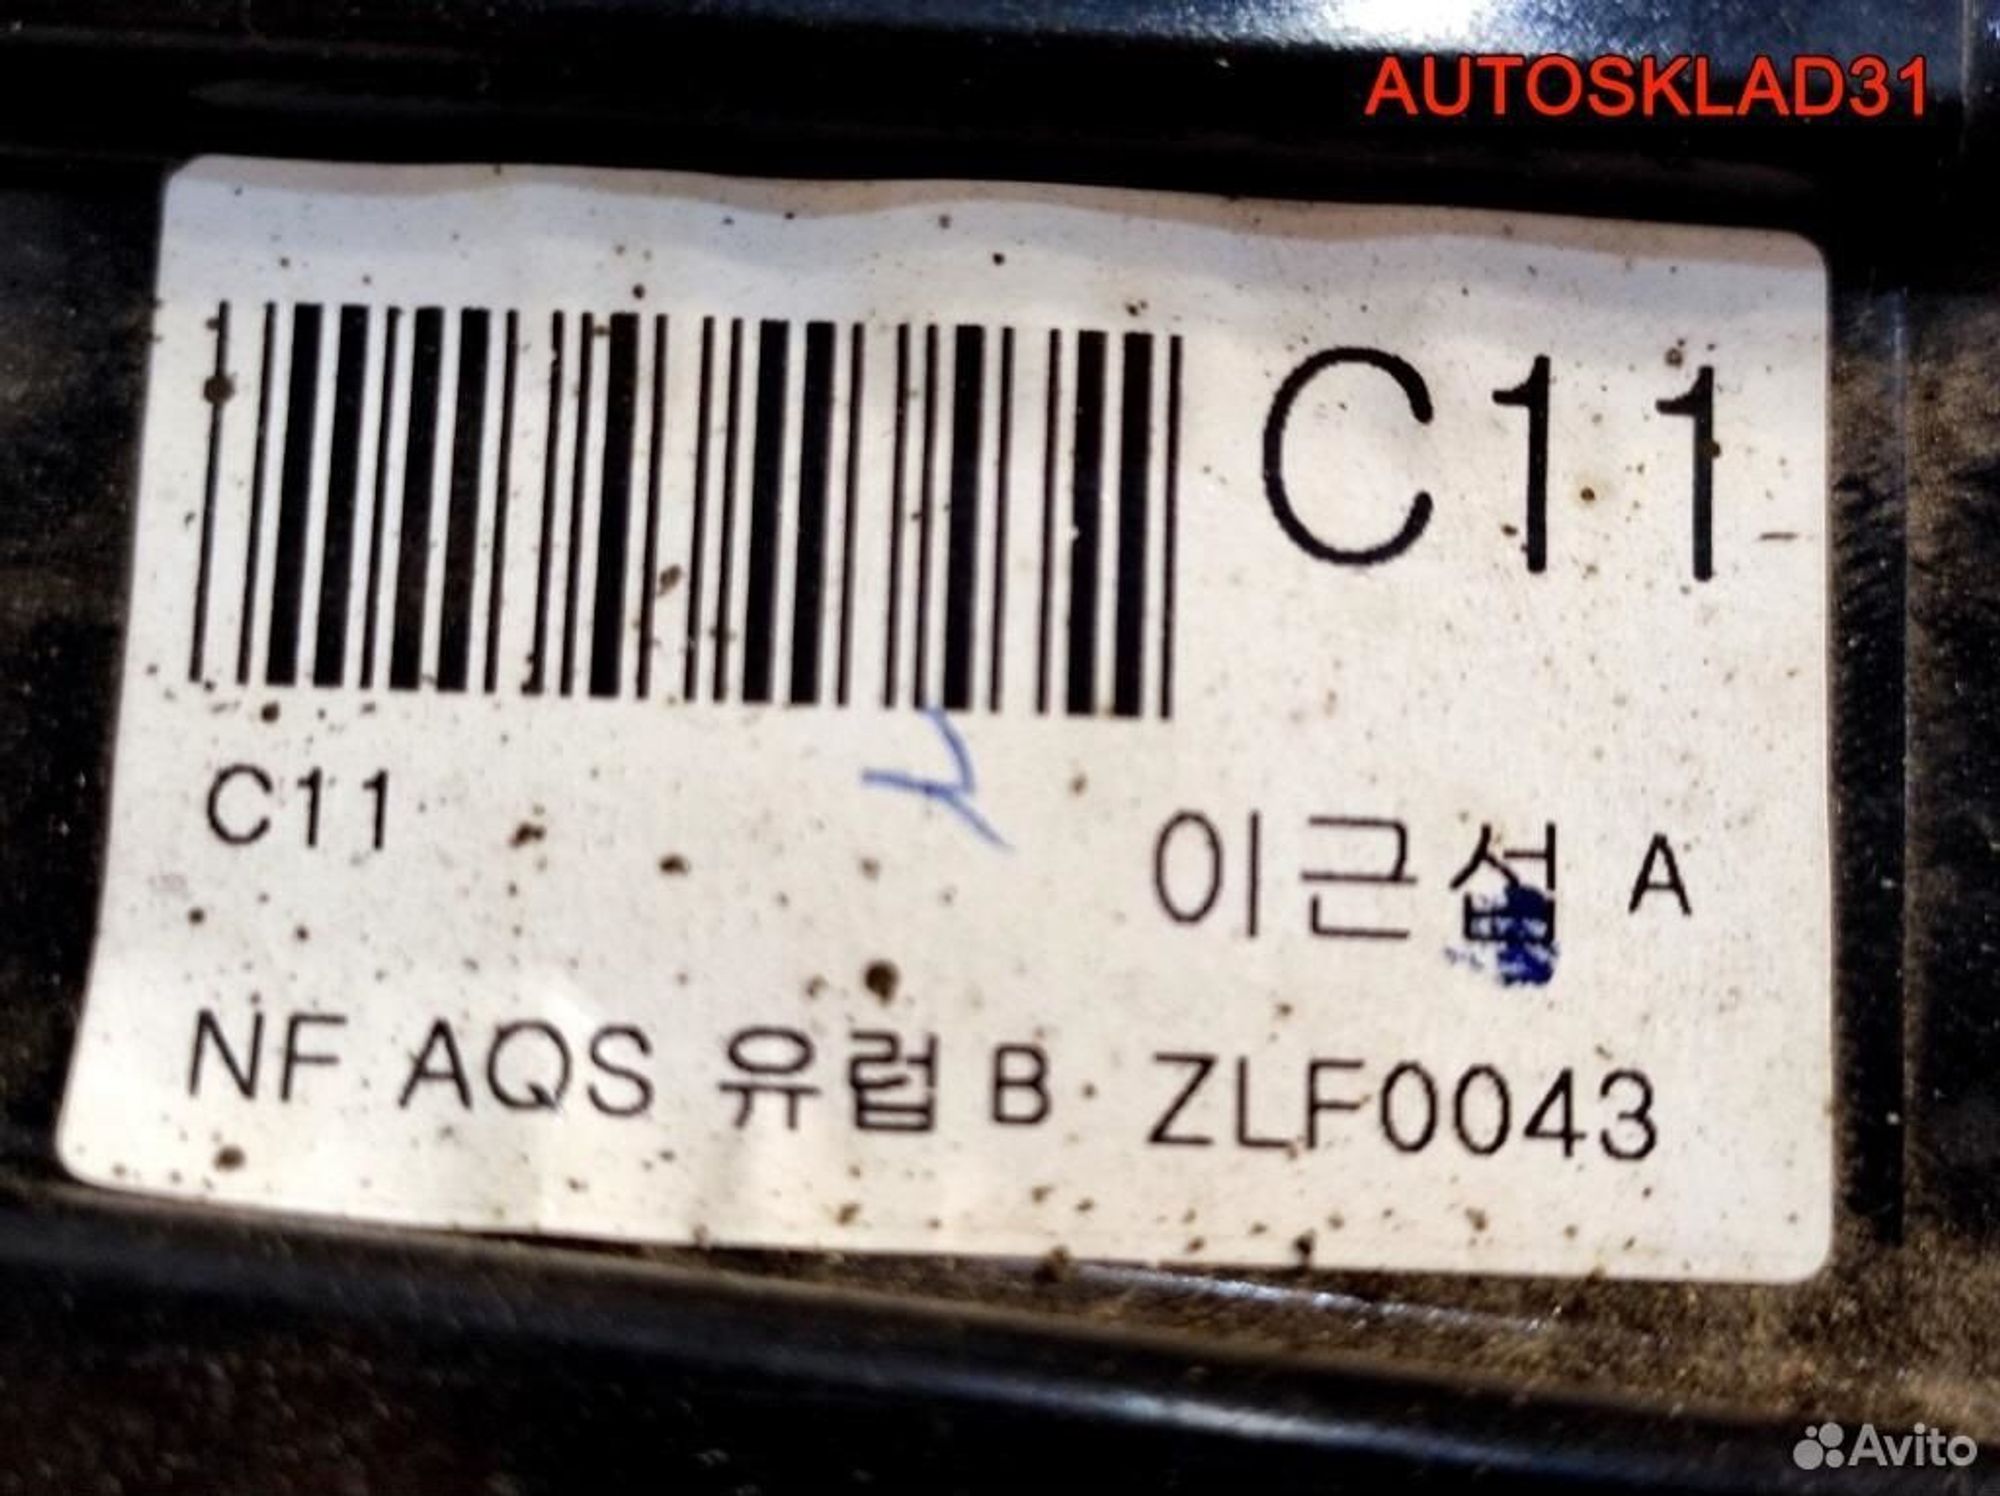 AUTOSKLAD31
C11
C11
이근섭 A
NF AQS 유럽 B ZLF0043
Avito